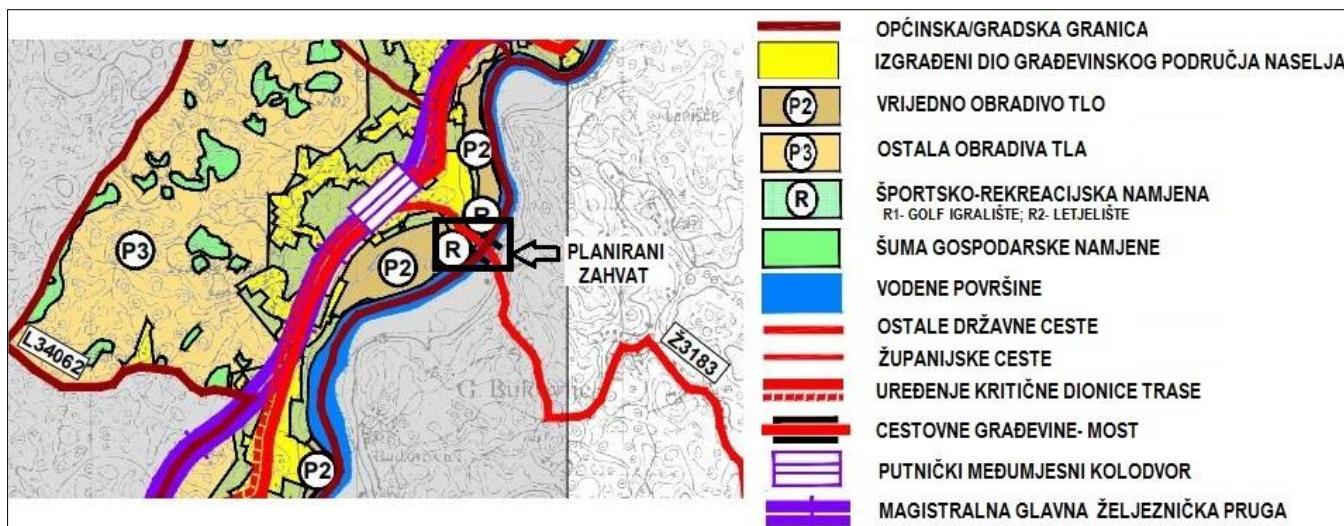 P2
R
R
P2
P3
P2
L34062
Ž3183
PLANIRANI
ZAHVAT
OPĆINSKA/GRADSKA GRANICA
IZGRAĐENI DIO GRAĐEVINSKOG PODRUČJA NASELJA
P2 VRIJEDNO OBRADIVO TLO
P3 OSTALA OBRADIVA TLA
R ŠPORTSKO-REKREACIJSKA NAMJENA
R1- GOLF IGRALIŠTE; R2- LETJELIŠTE
ŠUMA GOSPODARSKE NAMJENE
VODENE POVRŠINE
OSTALE DRŽAVNE CESTE
ŽUPANIJSKE CESTE
UREĐENJE KRITIČNE DIONICE TRASE
CESTOVNE GRAĐEVINE- MOST
PUTNIČKI MEĐUMJESNI KOLODVOR
MAGISTRALNA GLAVNA ŽELJEZNIČKA PRUGA